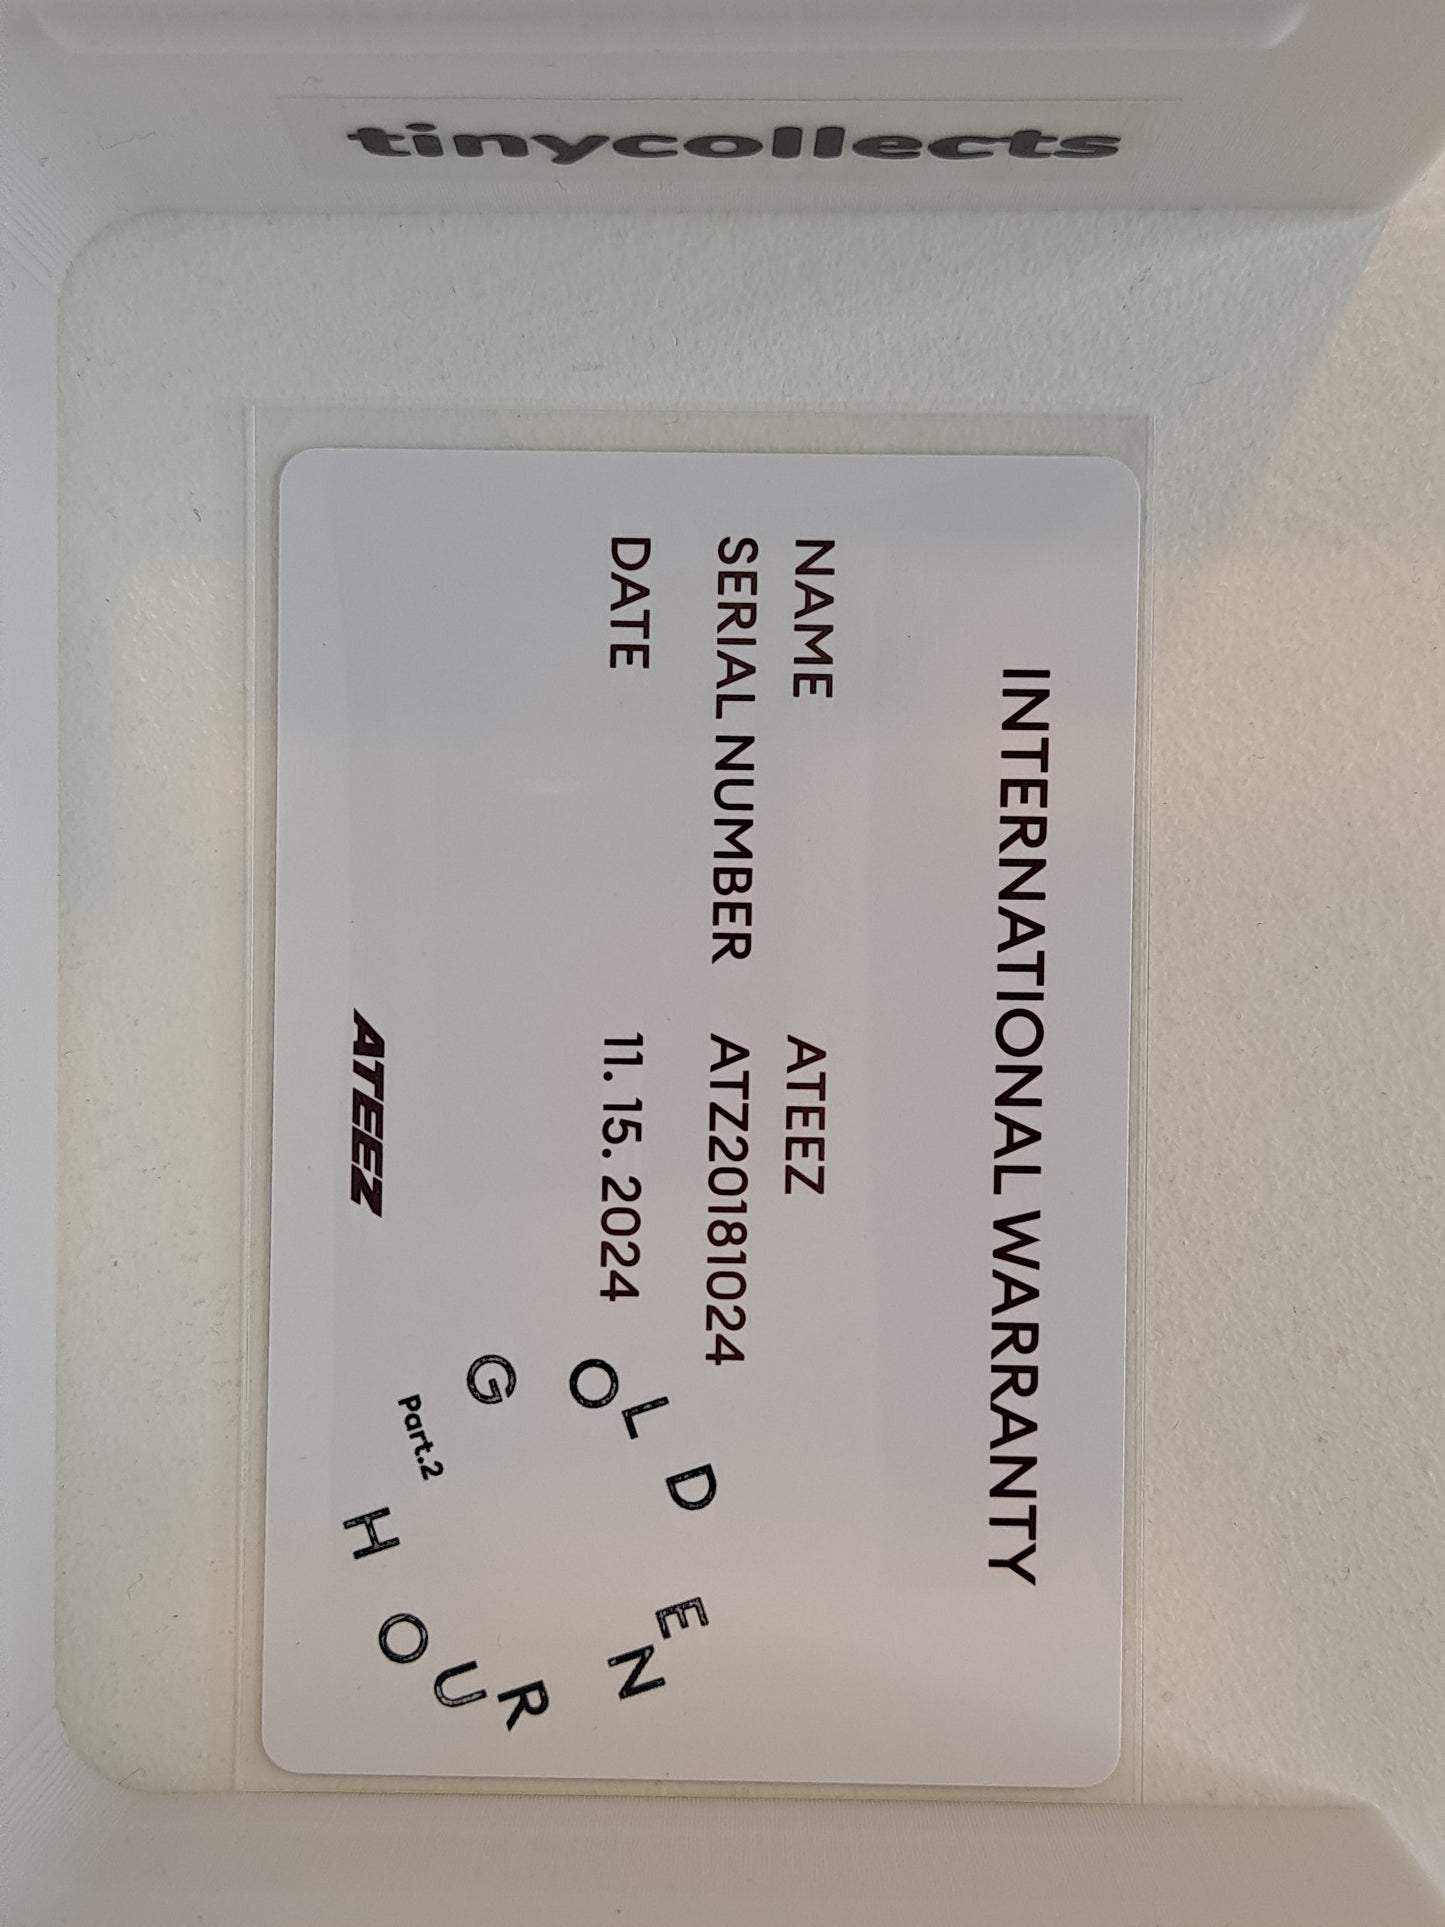 tinycollects
INTERNATIONAL WARRANTY
NAME ATEEZ
SERIAL NUMBER ATZ20181024
DATE 11. 15. 2024
GOLDEN
HOUR
Part.2
ATEEZ